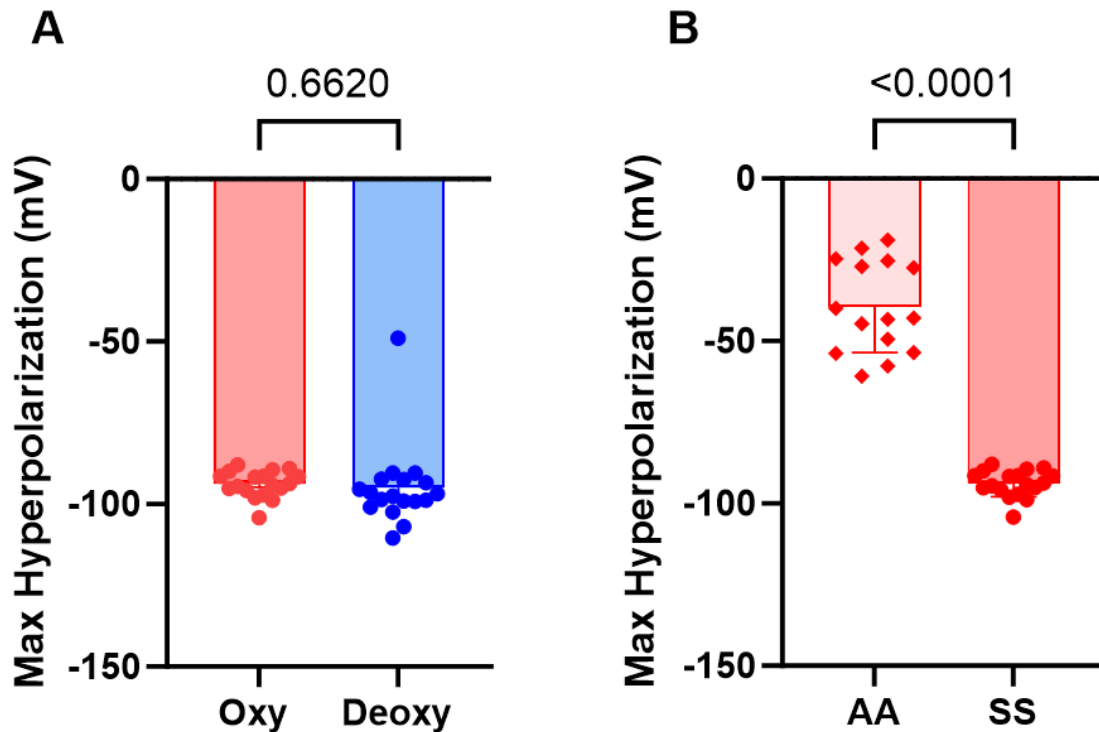 A
0.6620
Max Hyperpolarization (mV)
0
-50
-100
-150
Oxy
Deoxy
B
<0.0001
Max Hyperpolarization (mV)
0
-50
-100
-150
AA
SS